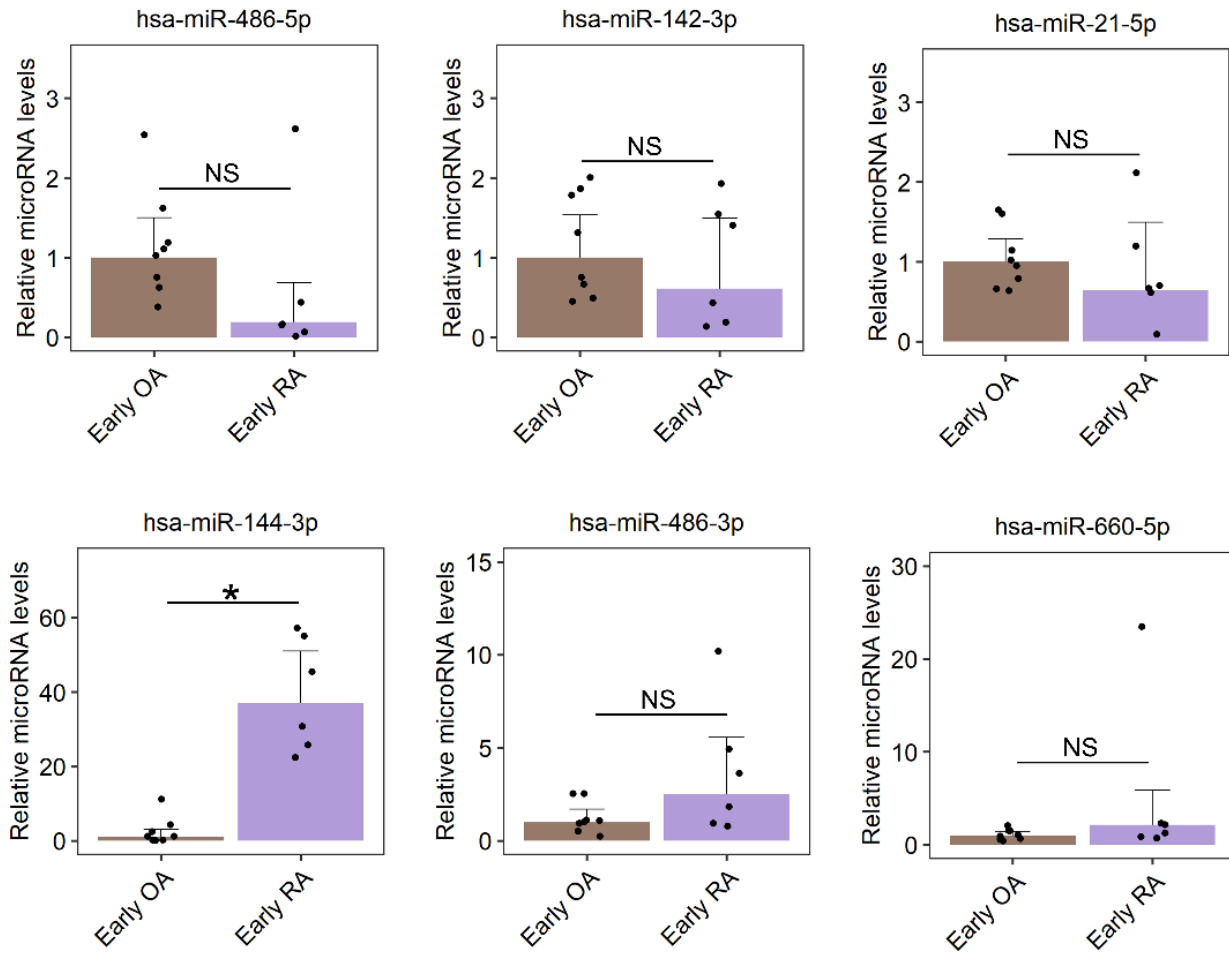 hsa-miR-486-5p
Relative microRNA levels
3
2
1
0
NS
Early OA
Early RA
hsa-miR-142-3p
Relative microRNA levels
3
2
1
0
NS
Early OA
Early RA
hsa-miR-21-5p
Relative microRNA levels
3
2
1
0
NS
Early OA
Early RA
hsa-miR-144-3p
Relative microRNA levels
60
40
20
0
*
Early OA
Early RA
hsa-miR-486-3p
Relative microRNA levels
15
10
5
0
NS
Early OA
Early RA
hsa-miR-660-5p
Relative microRNA levels
30
20
10
0
NS
Early OA
Early RA